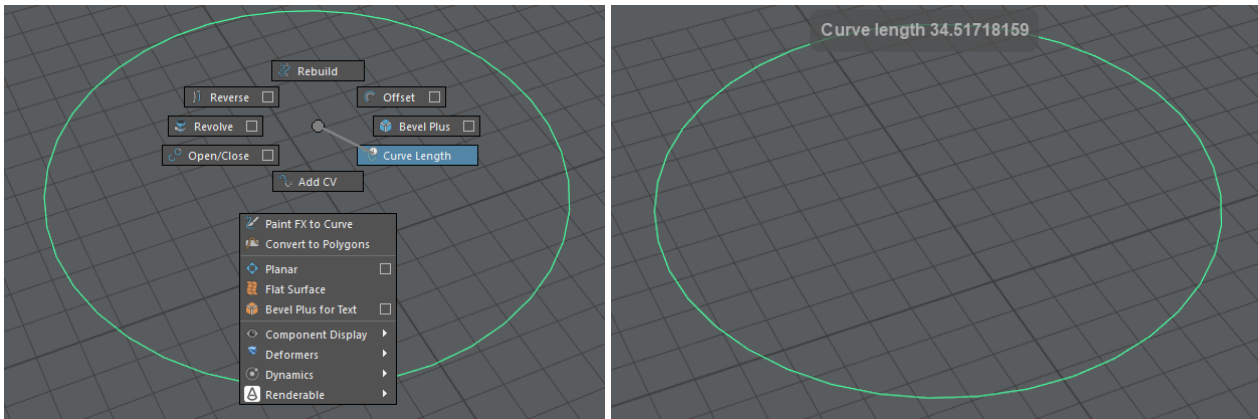 Rebuild
Reverse
Offset
Revolve
Bevel Plus
Open/Close
Curve Length
Add CV
Paint FX to Curve
Convert to Polygons
Planar
Flat Surface
Bevel Plus for Text
Component Display
Deformers
Dynamics
Renderable
Curve length 34.51718159